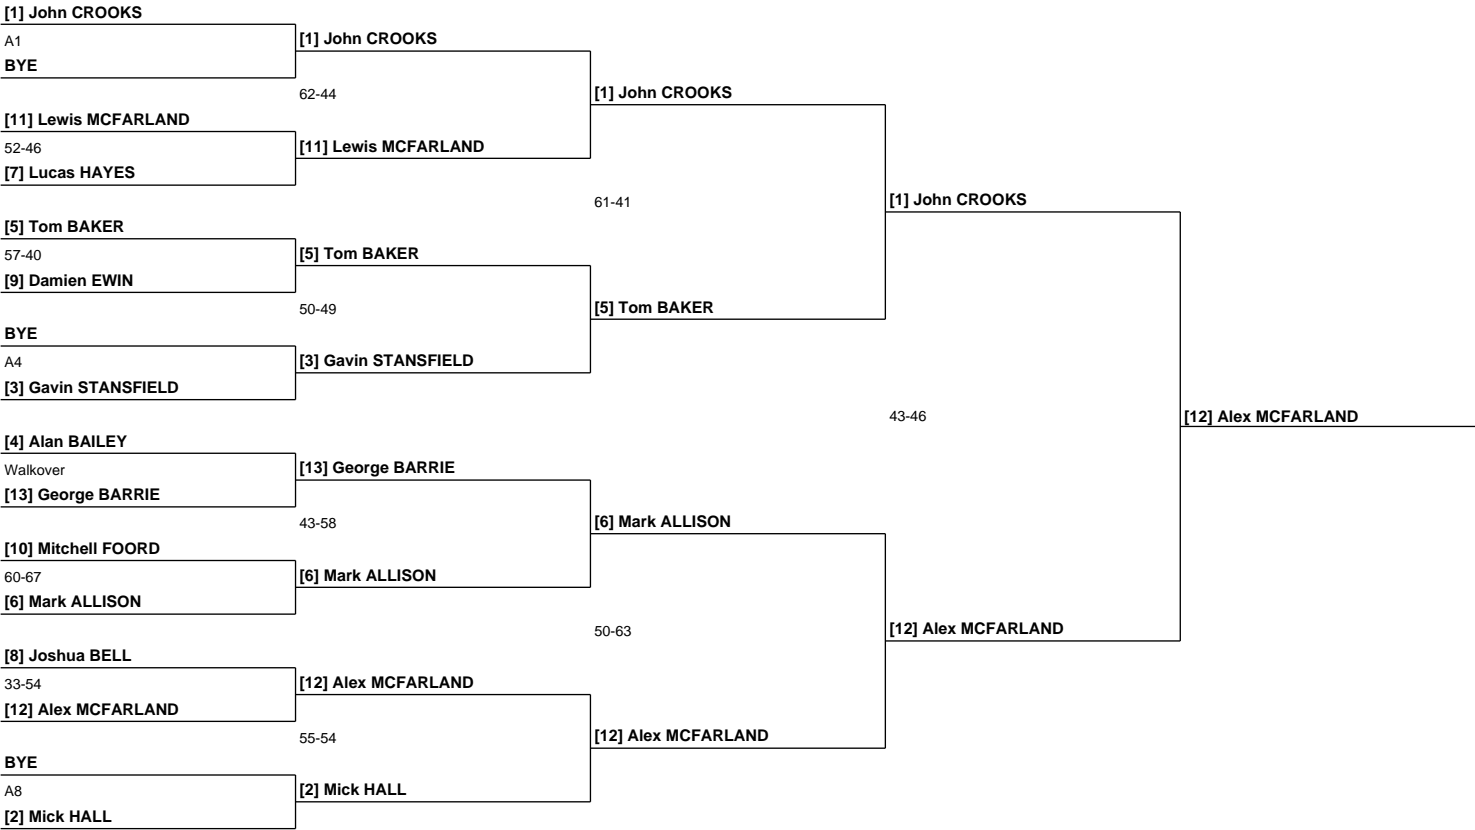 [1] John CROOKS
A1
BYE
[11] Lewis MCFARLAND
52-46
[7] Lucas HAYES
[5] Tom BAKER
57-40
[9] Damien EWIN
BYE
A4
[3] Gavin STANSFIELD
[4] Alan BAILEY
Walkover
[13] George BARRIE
[10] Mitchell FOORD
60-67
[6] Mark ALLISON
[8] Joshua BELL
33-54
[12] Alex MCFARLAND
BYE
A8
[2] Mick HALL
[1] John CROOKS
62-44
[11] Lewis MCFARLAND
[5] Tom BAKER
50-49
[3] Gavin STANSFIELD
[13] George BARRIE
43-58
[6] Mark ALLISON
[12] Alex MCFARLAND
55-54
[2] Mick HALL
[1] John CROOKS
61-41
[5] Tom BAKER
[6] Mark ALLISON
50-63
[12] Alex MCFARLAND
[1] John CROOKS
43-46
[12] Alex MCFARLAND
[12] Alex MCFARLAND